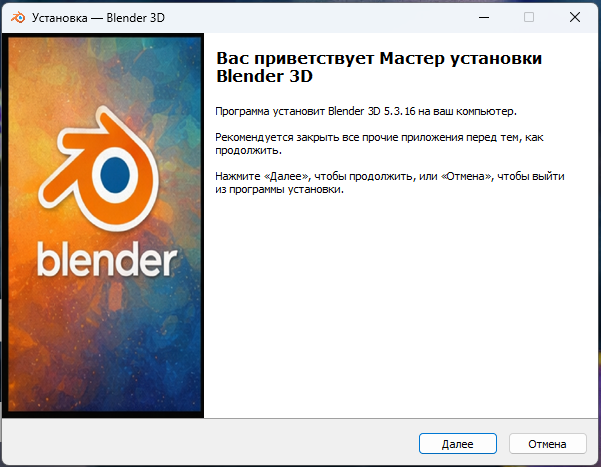 Установка — Blender 3D
Вас приветствует Мастер установки
Blender 3D
Программа установит Blender 3D 5.3.16 на ваш компьютер.
Рекомендуется закрыть все прочие приложения перед тем, как
продолжить.
Нажмите «Далее», чтобы продолжить, или «Отмена», чтобы выйти
из программы установки.
blender
Далее
Отмена